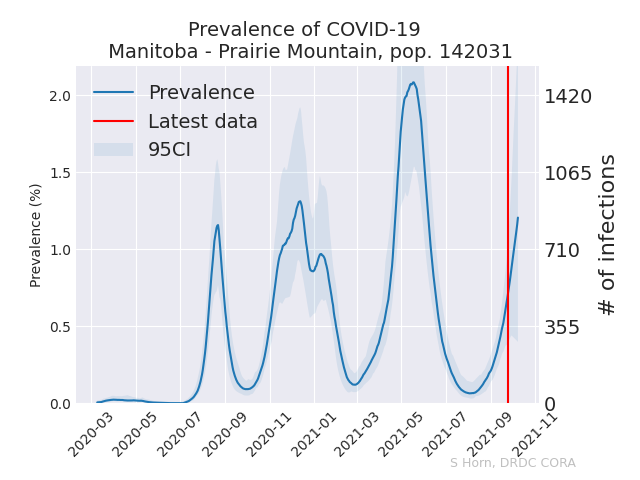 Prevalence of COVID-19
Manitoba - Prairie Mountain, pop. 142031
Prevalence
Latest data
95CI
Prevalence (%)
2.0
1.5
1.0
0.5
0.0
1420
1065
710
355
0
# of infections
2020-03
2020-05
2020-07
2020-09
2020-11
2021-01
2021-03
2021-05
2021-07
2021-09
2021-11
S Horn, DRDC CORA